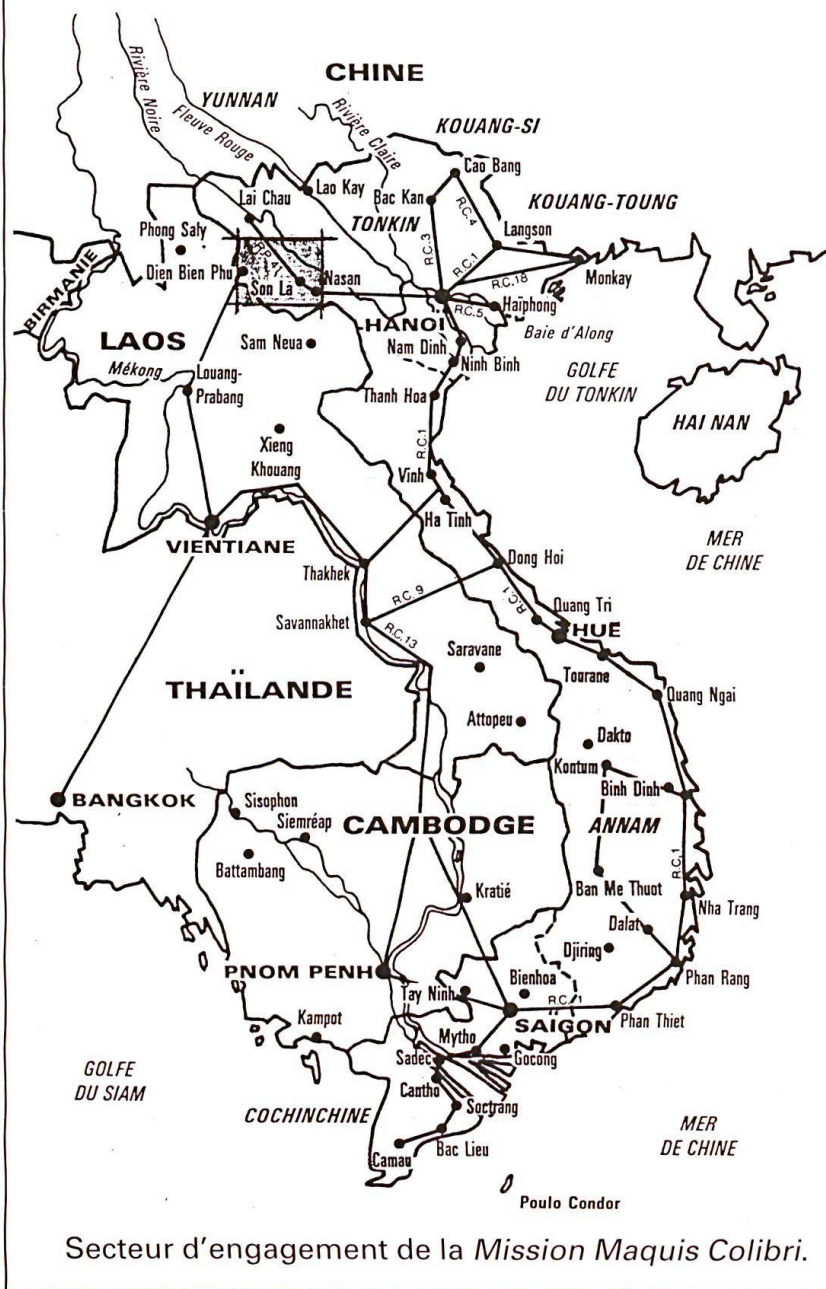 CHINE
YUNNAN
Rivière Noire
Fleuve Rouge
Rivière Claire
KOUANG-SI
Cao Bang
Lao Kay
Bac Kan
KOUANG-TOUNG
Lai Chau
TONKIN
R.C.4
Langson
Phong Saly
R.C.3
R.P.41
R.C.1
BIRMANIE
Dien Bien Phu
Son La
Nasan
R.C.18
Monkay
R.C.5
Haïphong
HANOÏ
Baie d'Along
LAOS
Sam Neua
Nam Dinh
Ninh Binh
GOLFE
DU TONKIN
Mékong
Louang-
Prabang
Thanh Hoa
HAI NAN
Xieng
Khouang
R.C.1
Vinh
Ha Tinh
VIENTIANE
MER
DE CHINE
Thakhek
Dong Hoi
R.C.9
R.C.1
Quang Tri
Savannakhet
HUÉ
R.C.13
Saravane
Tourane
THAÏLANDE
Quang Ngai
Attopeu
Dakto
Kontum
Binh Dinh
BANGKOK
Sisophon
Siemréap
CAMBODGE
ANNAM
Battambang
R.C.1
Kratié
Ban Me Thuot
Nha Trang
Dalat
Djiring
PNOM PENH
Phan Rang
Tay Ninh
Bienhoa
R.C. 1
SAÏGON
Phan Thiet
Kampot
Mytho
Gocong
Sadec
GOLFE
DU SIAM
Cantho
COCHINCHINE
Soctrang
MER
DE CHINE
Camau
Bac Lieu
Poulo Condor
Secteur d'engagement de la Mission Maquis Colibri.